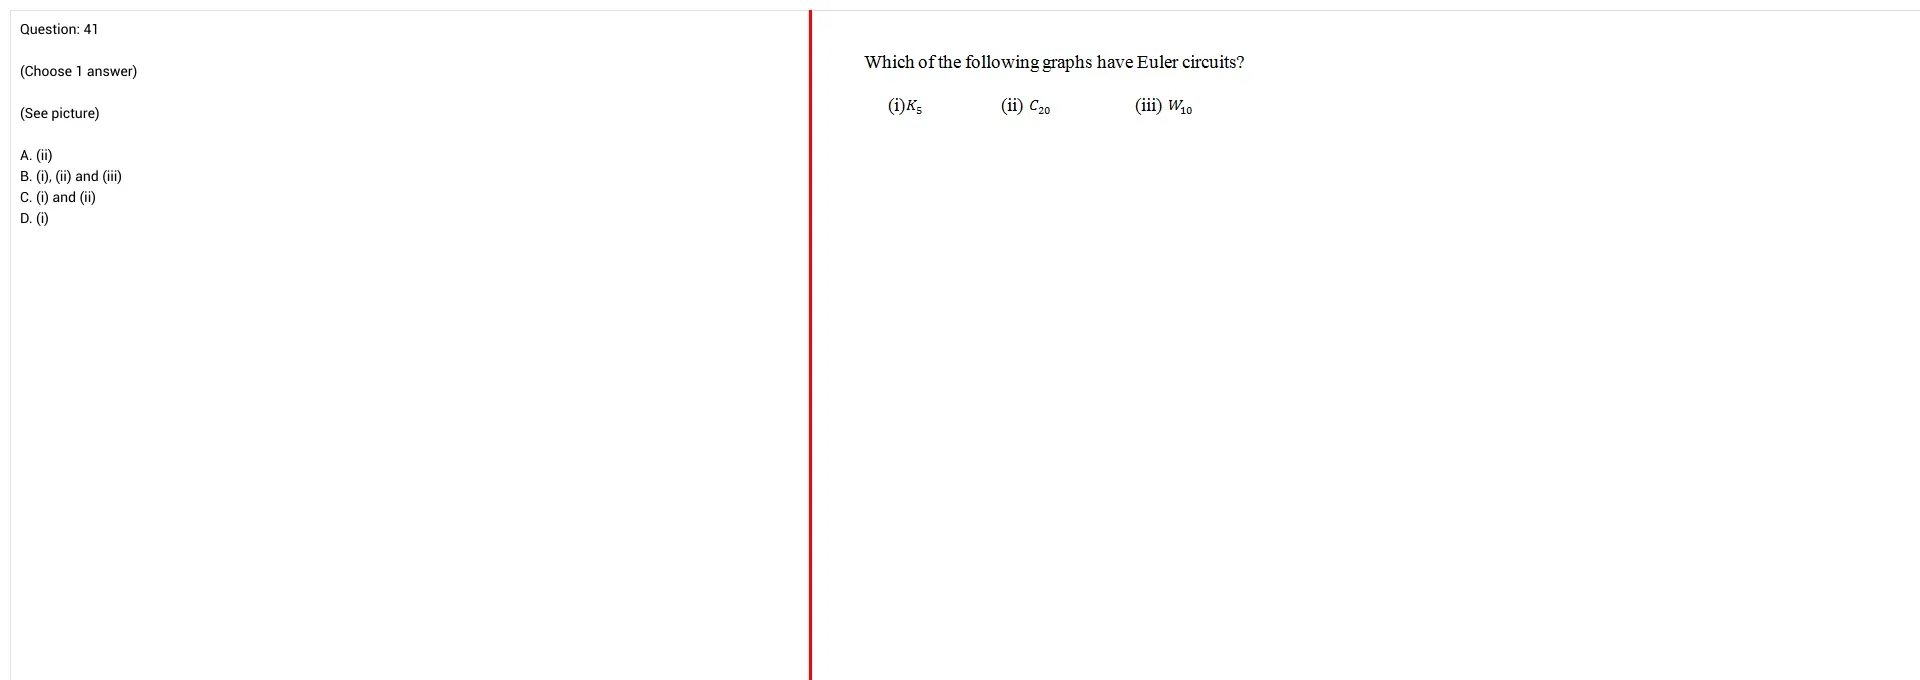 Question: 41
(Choose 1 answer)
(See picture)
A. (ii)
B. (i), (ii) and (iii)
C. (i) and (ii)
D. (i)
Which of the following graphs have Euler circuits?
(i)K₅ (ii) C₂₀ (iii) W₁₀